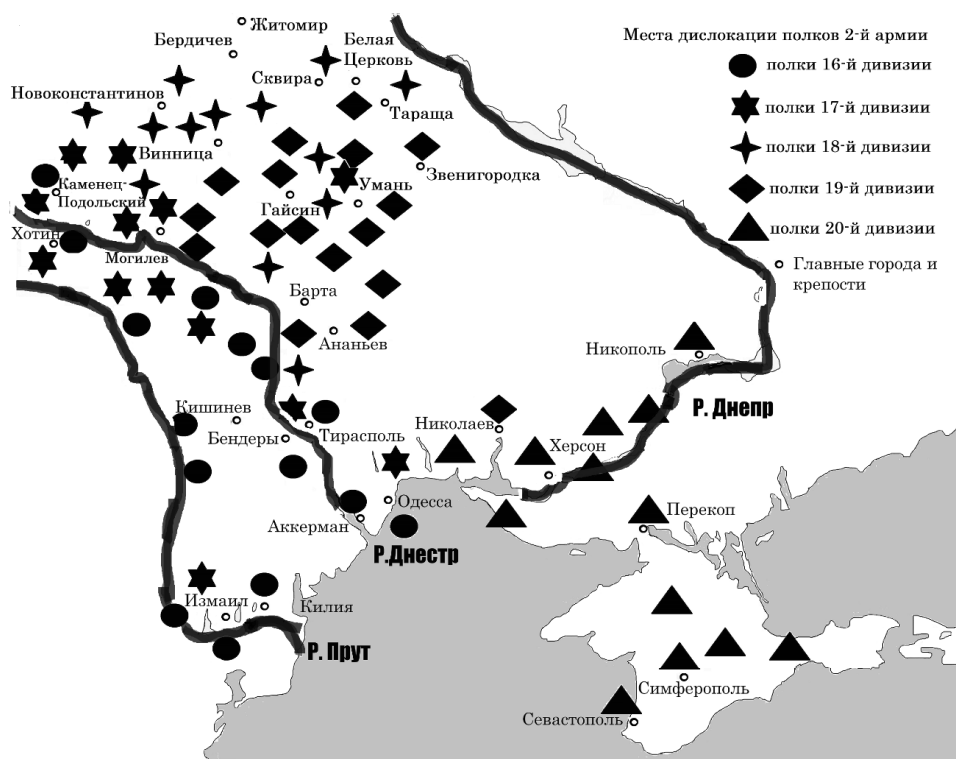 Места дислокации полков 2-й армии
полки 16-й дивизии
полки 17-й дивизии
полки 18-й дивизии
полки 19-й дивизии
полки 20-й дивизии
Главные города и
крепости
Житомир
Бердичев
Белая
Церковь
Сквира
Новоконстантинов
Тараща
Винница
Звенигородка
Каменец-
Подольский
Умань
Гайсин
Хотин
Могилев
Барта
Ананьев
Никополь
Р. Днепр
Кишинев
Николаев
Бендеры
Тирасполь
Херсон
Одесса
Перекоп
Аккерман
Р.Днестр
Измаил
Килия
Р. Прут
Симферополь
Севастополь